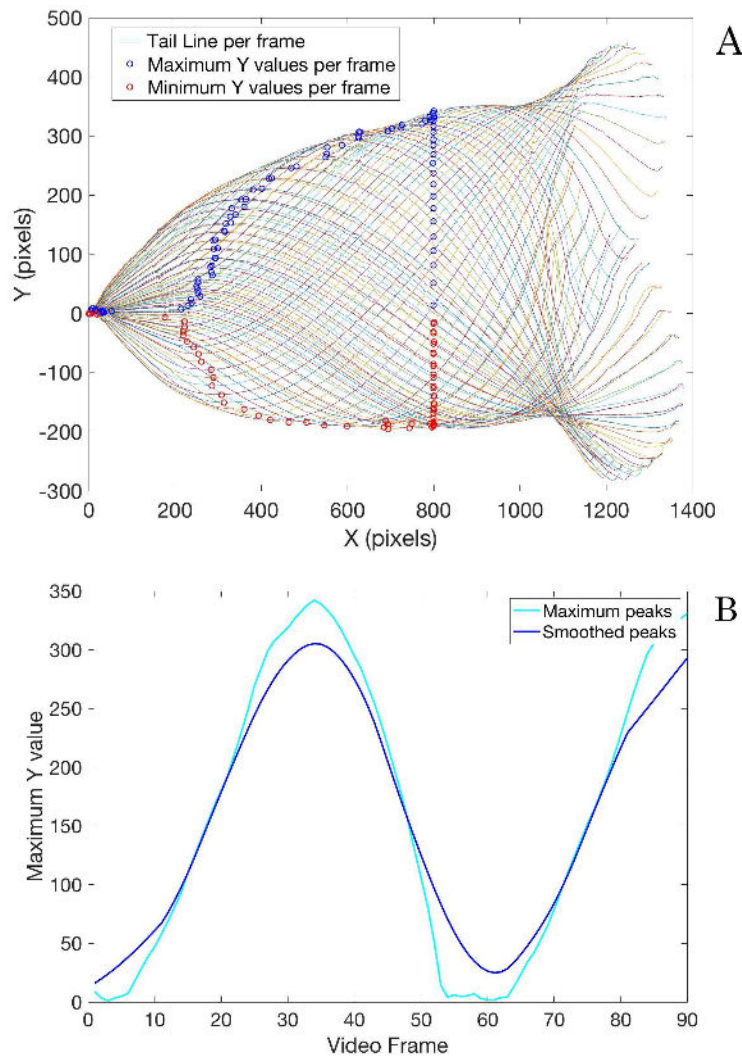 A
Tail Line per frame
Maximum Y values per frame
Minimum Y values per frame
500
400
300
200
100
0
-100
-200
-300
Y (pixels)
0 200 400 600 800 1000 1200 1400
X (pixels)
B
Maximum peaks
Smoothed peaks
350
300
250
200
150
100
50
0
Maximum Y value
0 10 20 30 40 50 60 70 80 90
Video Frame